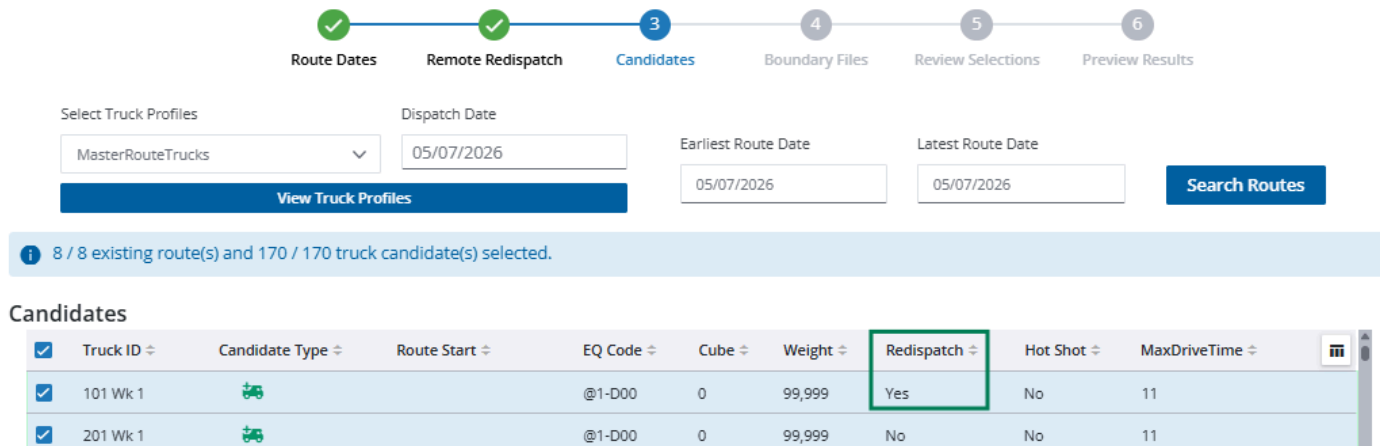 3 4 5 6
Route Dates Remote Redispatch Candidates Boundary Files Review Selections Preview Results
Select Truck Profiles Dispatch Date
Earliest Route Date Latest Route Date
MasterRouteTrucks 05/07/2026
05/07/2026 05/07/2026 Search Routes
View Truck Profiles
8 / 8 existing route(s) and 170 / 170 truck candidate(s) selected.
Candidates
Truck ID Candidate Type Route Start EQ Code Cube Weight Redispatch Hot Shot MaxDriveTime
101 Wk 1 @1-D00 0 99,999 Yes No 11
201 Wk 1 @1-D00 0 99,999 No No 11